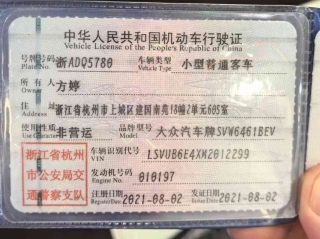 中华人民共和国机动车行驶证
Vehicle License of the People's Republic of China
号牌号码 浙ADQ5780 车辆类型 小型普通客车
Plate No. Vehicle Type
所有人 方婷
Owner
住址 浙江省杭州市上城区建国南苑18幢2单元605室
Address
使用性质 非营运 品牌型号 大众汽车牌SVW6461BEV
Use Character Model
浙江省杭州市公安局交通警察支队
车辆识别代号 LSVUB6E4XM2012299
VIN
发动机号码 010197
Engine No.
注册日期 2021-08-02 发证日期 2021-08-02
Register Date Issue Date